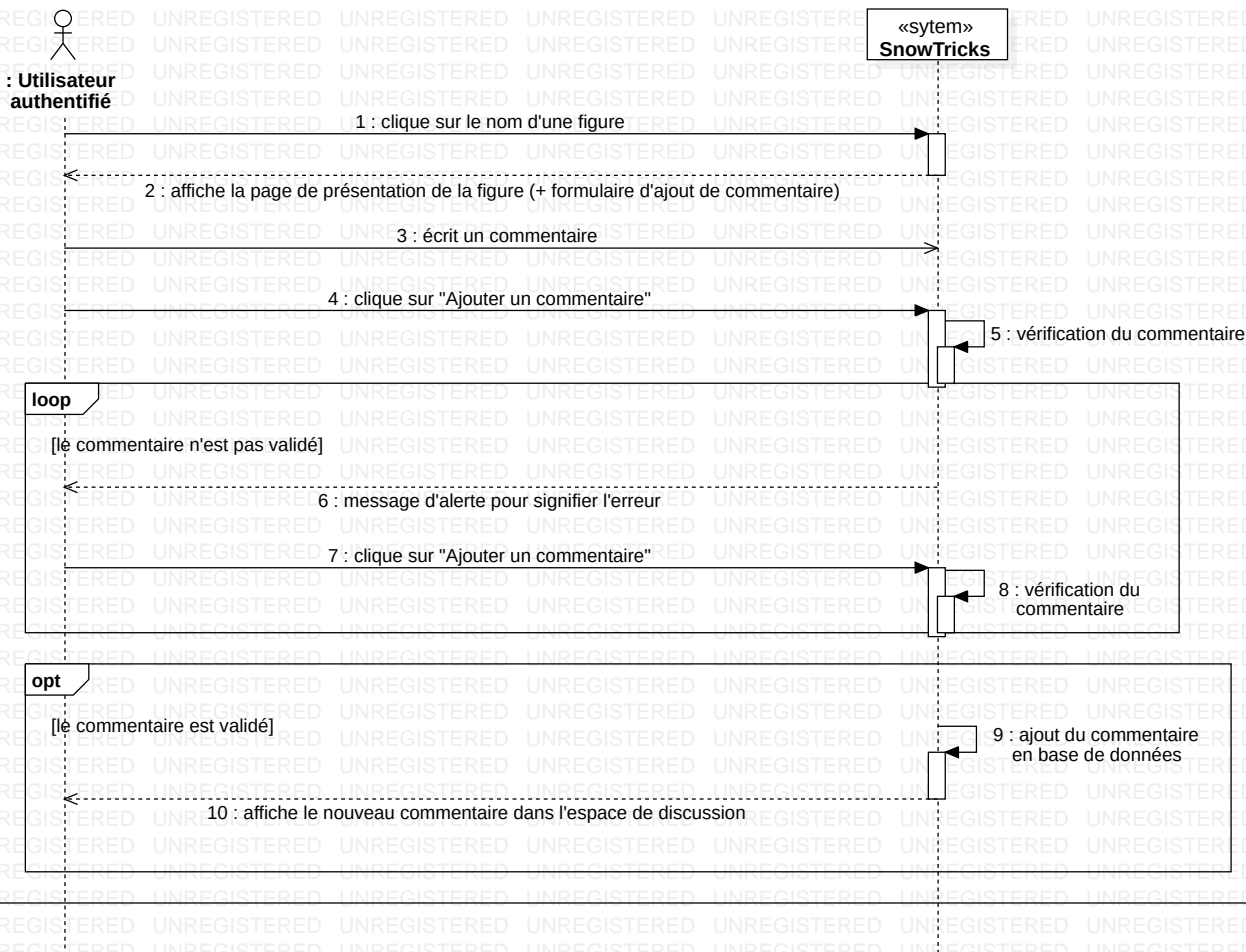 «sytem»
SnowTricks
: Utilisateur
authentifié
1 : clique sur le nom d'une figure
2 : affiche la page de présentation de la figure (+ formulaire d'ajout de commentaire)
3 : écrit un commentaire
4 : clique sur "Ajouter un commentaire"
5 : vérification du commentaire
loop
[le commentaire n'est pas validé]
6 : message d'alerte pour signifier l'erreur
7 : clique sur "Ajouter un commentaire"
8 : vérification du
commentaire
opt
[le commentaire est validé]
9 : ajout du commentaire
en base de données
10 : affiche le nouveau commentaire dans l'espace de discussion
UNREGISTERED